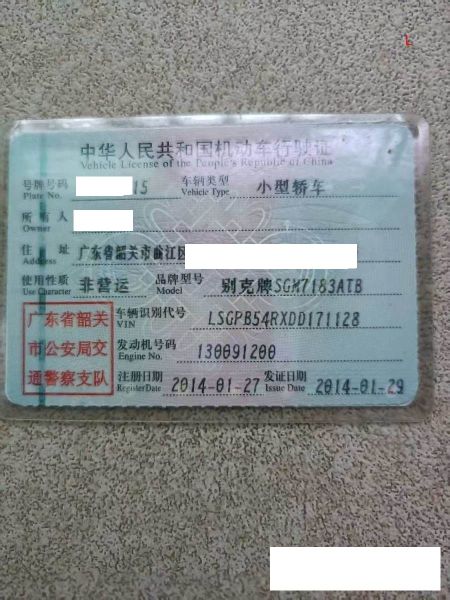 L
中华人民共和国机动车行驶证
Vehicle License of the People's Republic of China
号牌号码 15 车辆类型 小型轿车
Plate No. Vehicle Type
所有人
Owner
住址 广东省韶关市曲江区
Address
使用性质 非营运 品牌型号 别克牌SGM7183ATB
Use Character Model
广东省韶关 车辆识别代号 LSGPB54RXDD171128
VIN
市公安局交 发动机号码 130091200
Engine No.
通警察支队 注册日期 2014-01-27 发证日期 2014-01-29
Register Date Issue Date